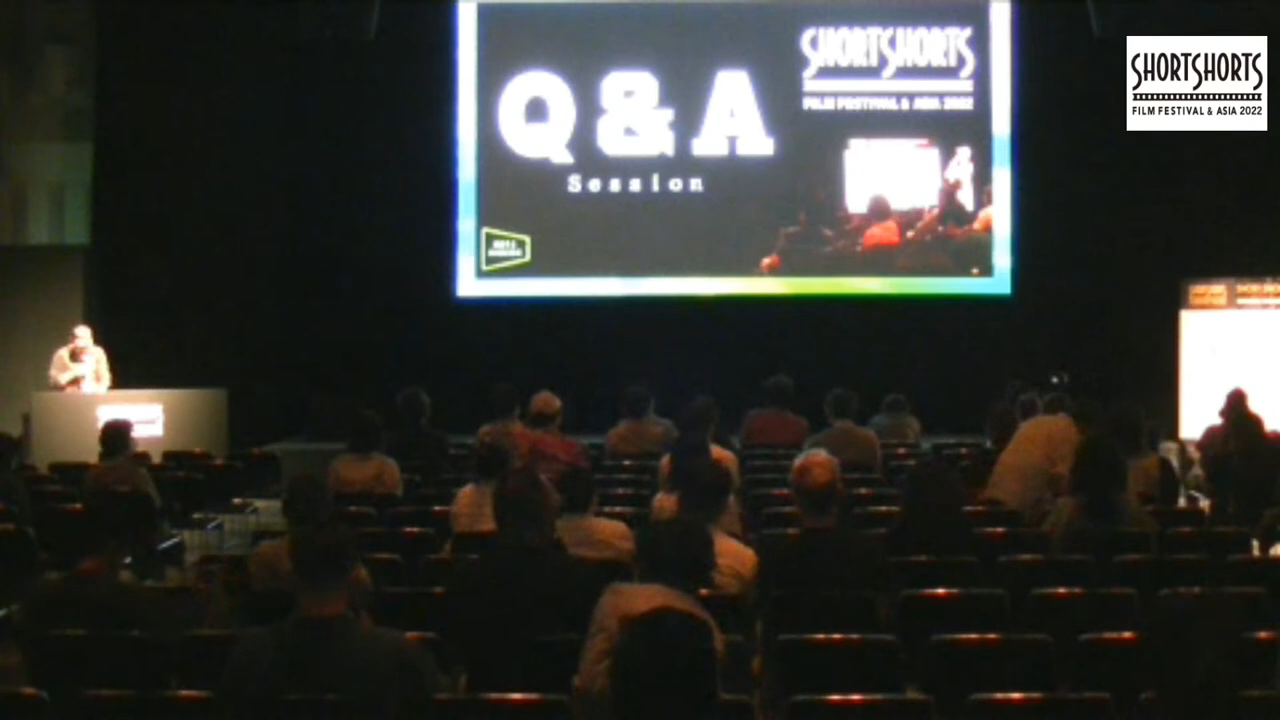 Q & A
Session
SHORTSHORTS
FILM FESTIVAL & ASIA 2022
SHORTSHORTS
FILM FESTIVAL & ASIA 2022